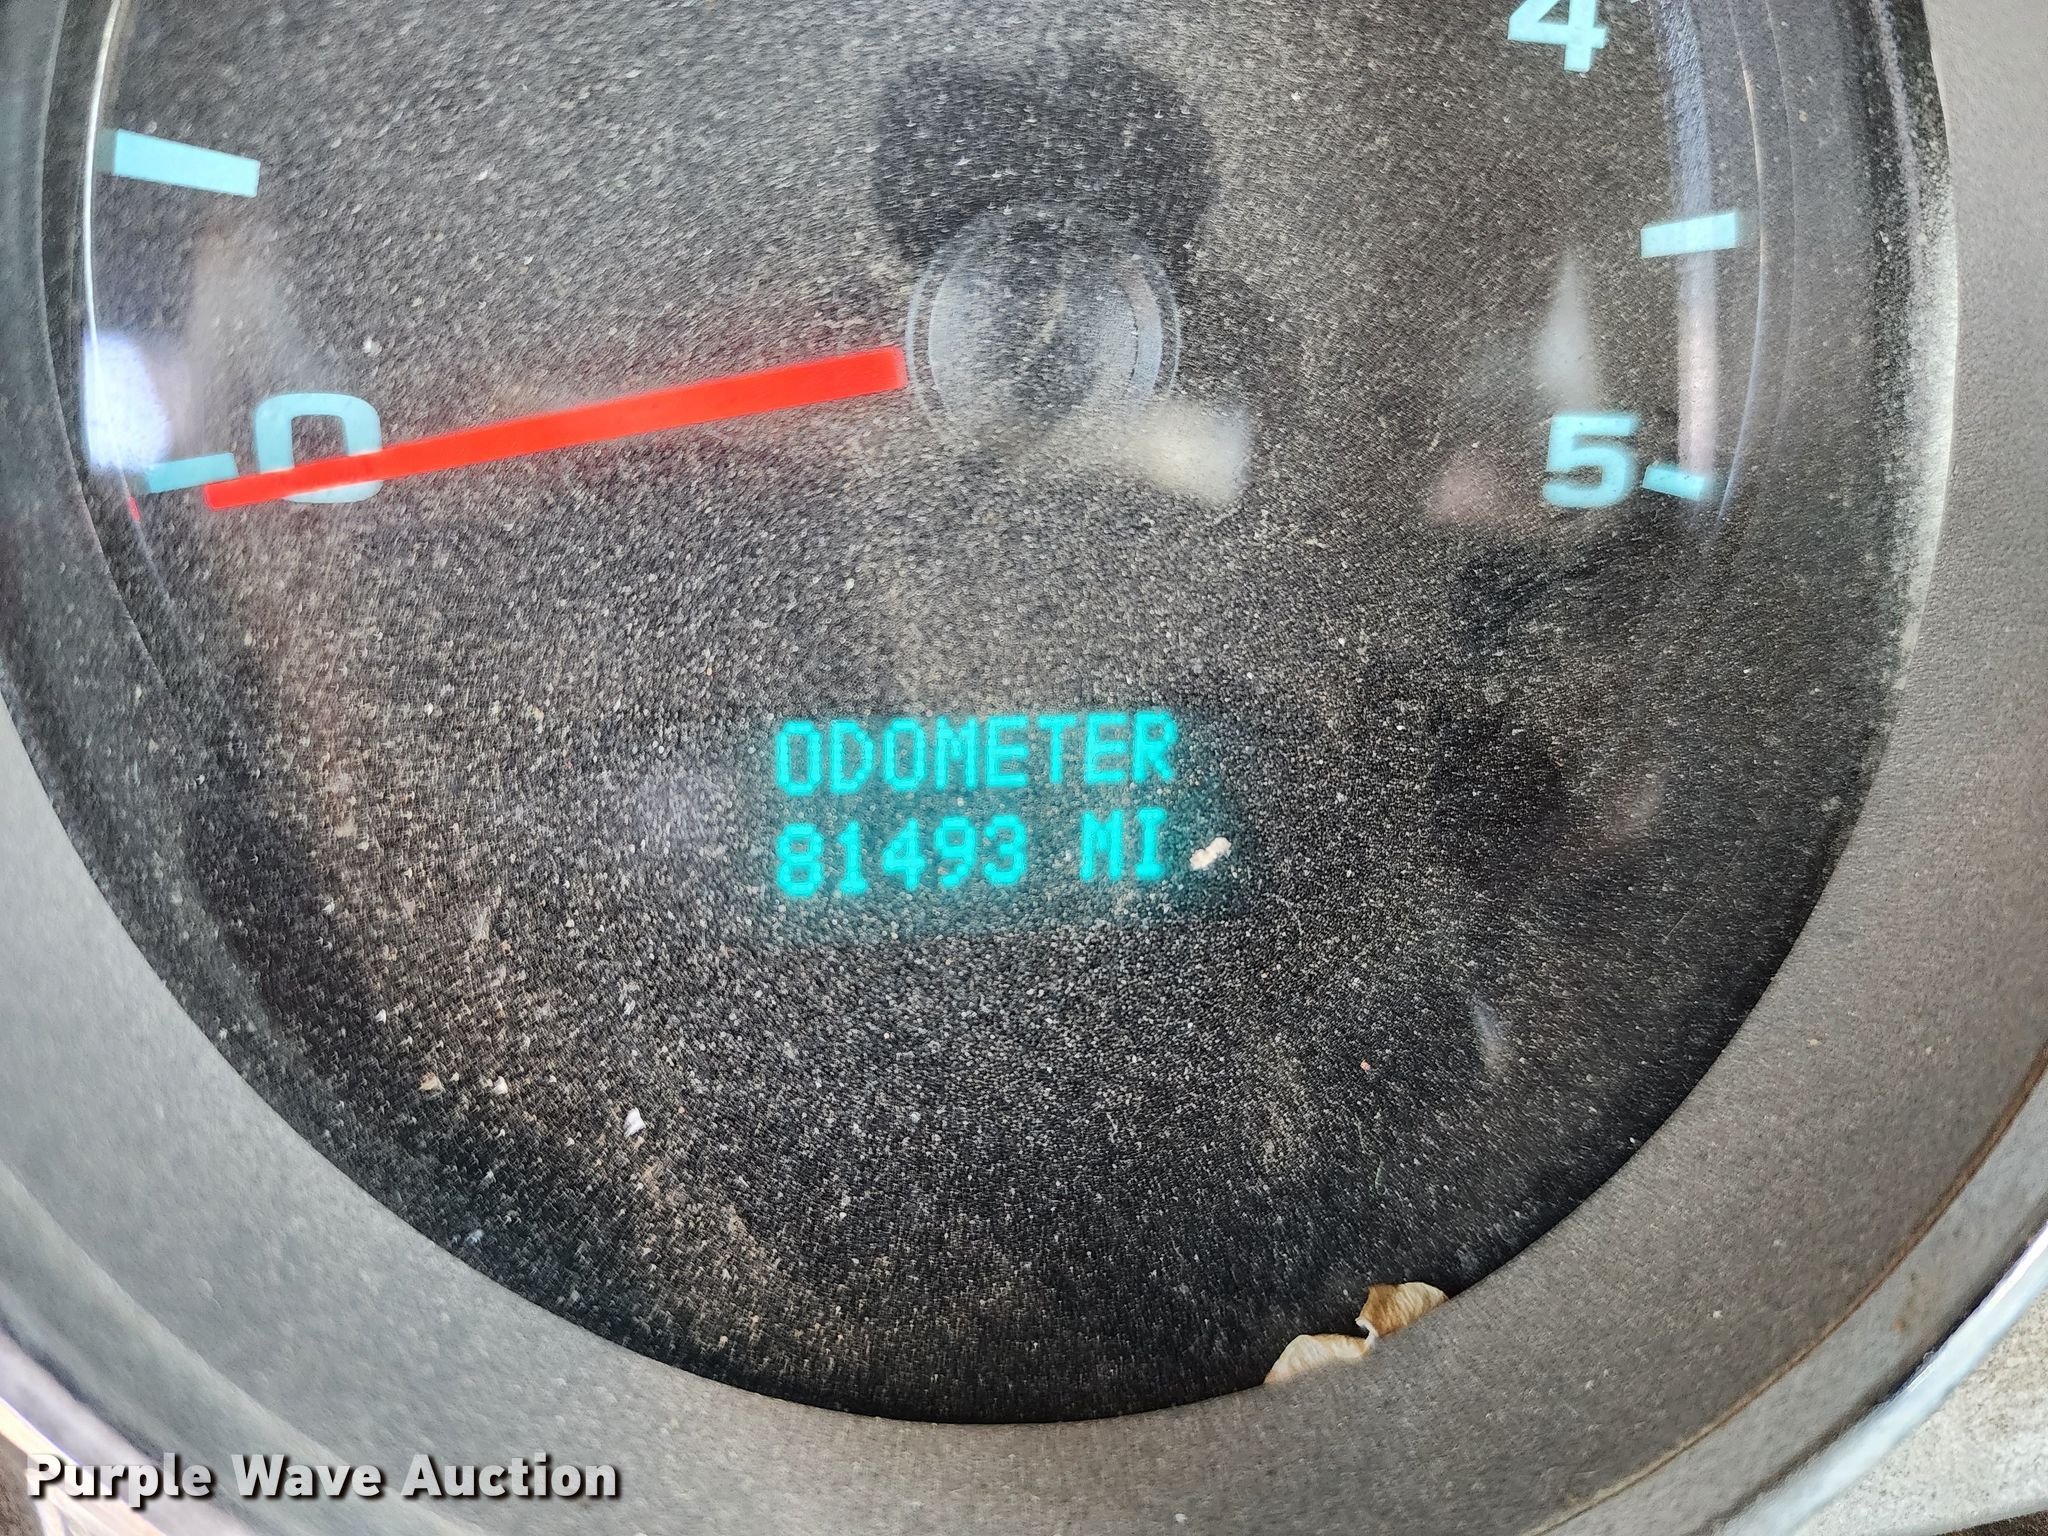 4
0
5
ODOMETER
81493 MI
Purple Wave Auction